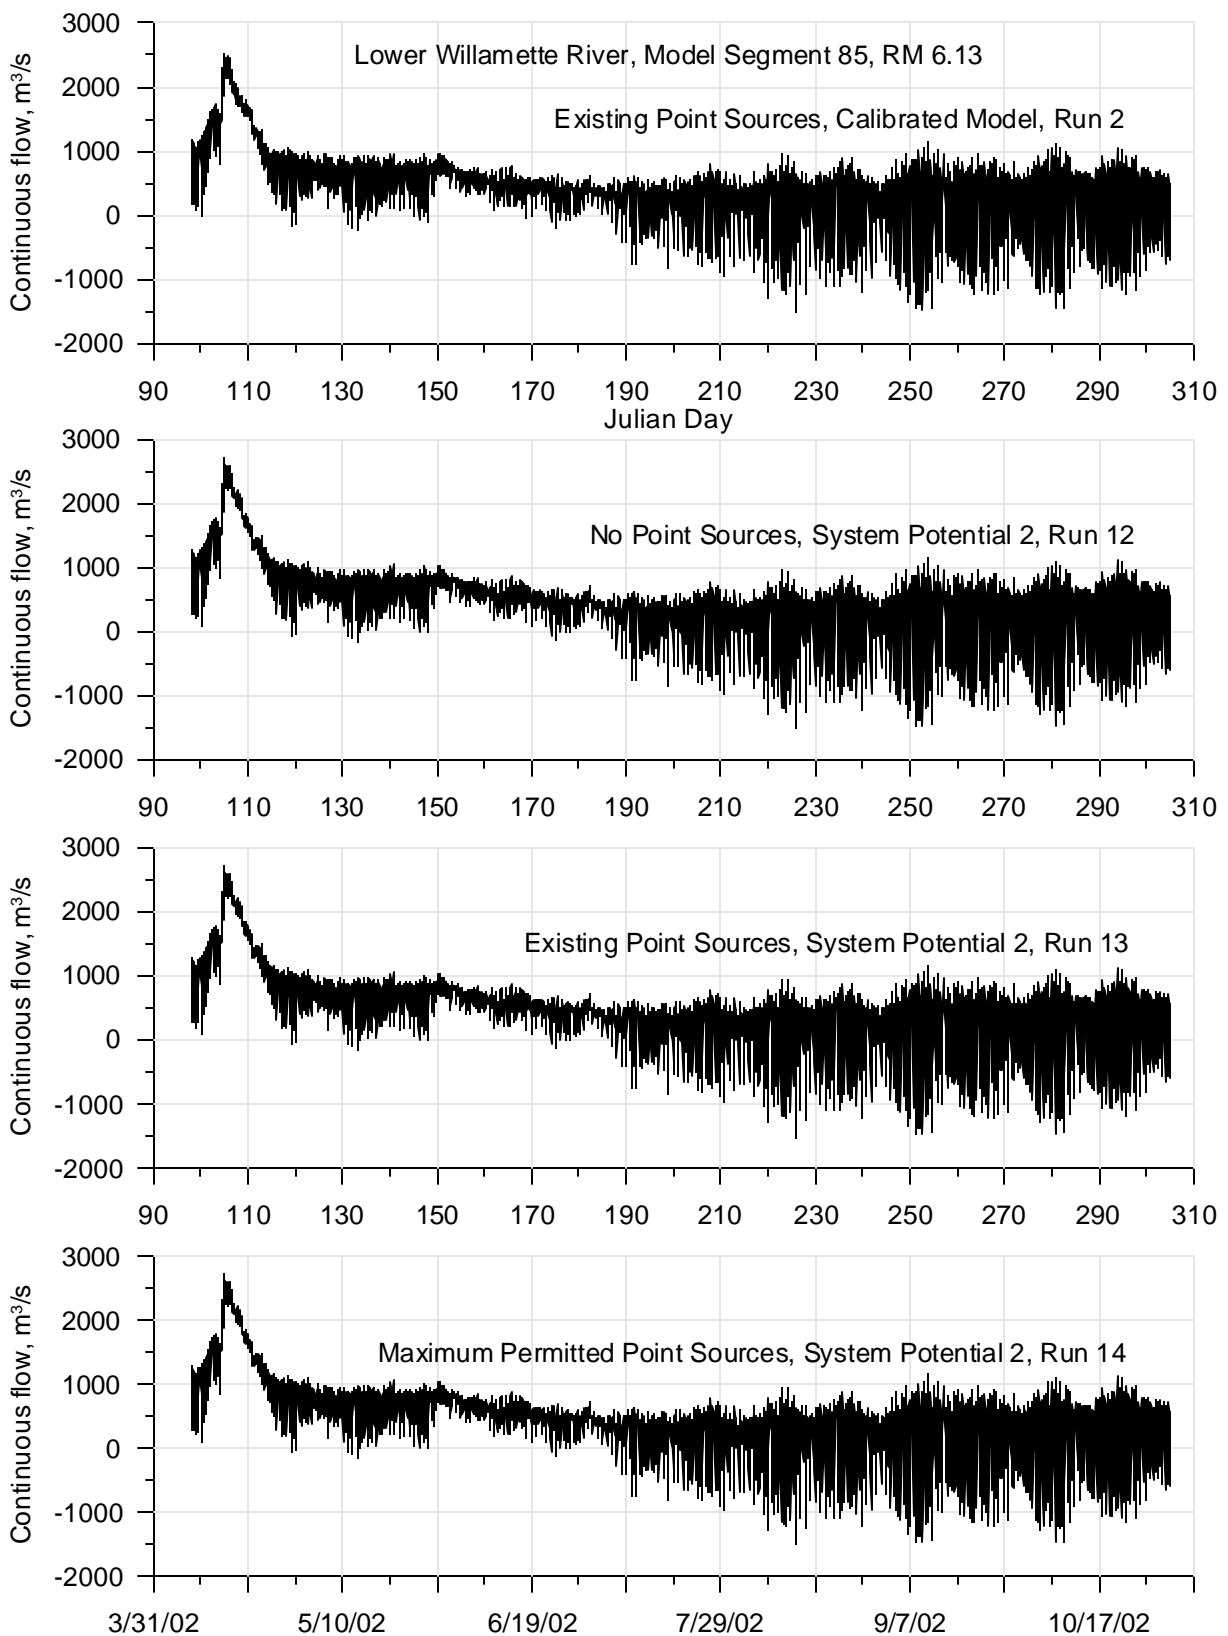 3000
Lower Willamette River, Model Segment 85, RM 6.13
2000
Existing Point Sources, Calibrated Model, Run 2
1000
0
-1000
-2000
Continuous flow, m³/s
90 110 130 150 170 190 210 230 250 270 290 310
Julian Day
3000
2000
No Point Sources, System Potential 2, Run 12
1000
0
-1000
-2000
Continuous flow, m³/s
90 110 130 150 170 190 210 230 250 270 290 310
3000
2000
Existing Point Sources, System Potential 2, Run 13
1000
0
-1000
-2000
Continuous flow, m³/s
90 110 130 150 170 190 210 230 250 270 290 310
3000
2000
Maximum Permitted Point Sources, System Potential 2, Run 14
1000
0
-1000
-2000
Continuous flow, m³/s
3/31/02 5/10/02 6/19/02 7/29/02 9/7/02 10/17/02